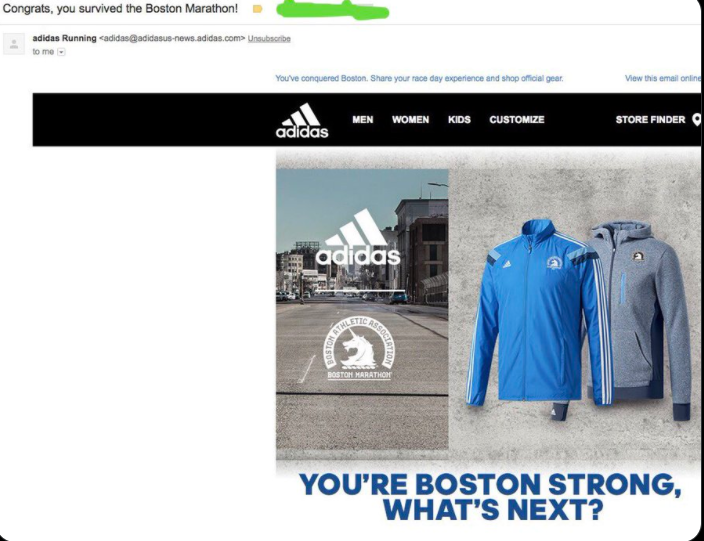 Congrats, you survived the Boston Marathon!
adidas Running <adidas@adidasus-news.adidas.com> Unsubscribe
to me
You've conquered Boston. Share your race day experience and shop official gear.
View this email online
adidas
MEN
WOMEN
KIDS
CUSTOMIZE
STORE FINDER
adidas
BOSTON ATHLETIC ASSOCIATION
BOSTON MARATHON
YOU'RE BOSTON STRONG,
WHAT'S NEXT?